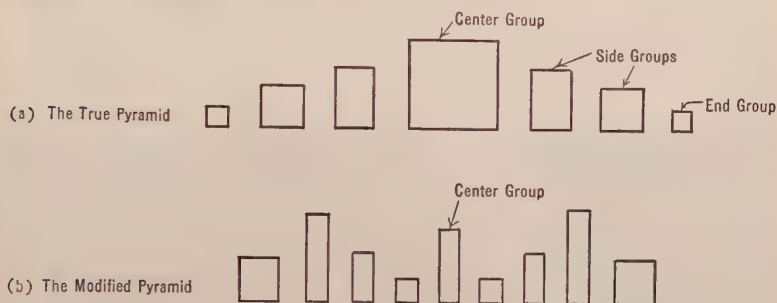 Center Group
Side Groups
(a) The True Pyramid
End Group
Center Group
(b) The Modified Pyramid